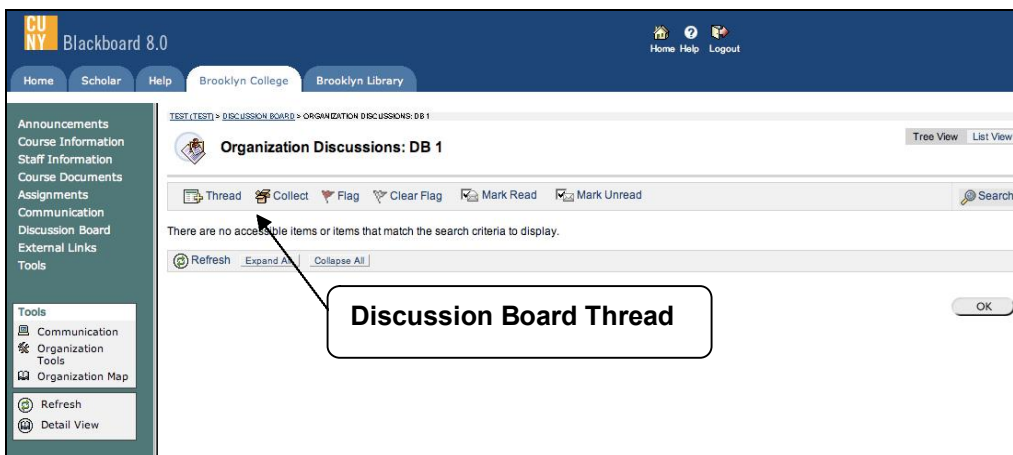 CU
NY Blackboard 8.0
Home Help Logout
Home Scholar Help Brooklyn College Brooklyn Library
Announcements
Course Information
Staff Information
Course Documents
Assignments
Communication
Discussion Board
External Links
Tools
Tools
Communication
Organization
Tools
Organization Map
Refresh
Detail View
TEST (TEST) > DISCUSSION BOARD > ORGANIZATION DISCUSSIONS: DB 1
Organization Discussions: DB 1
Tree View List View
Thread Collect Flag Clear Flag Mark Read Mark Unread Search
There are no accessible items or items that match the search criteria to display.
Refresh Expand All Collapse All
Discussion Board Thread
OK